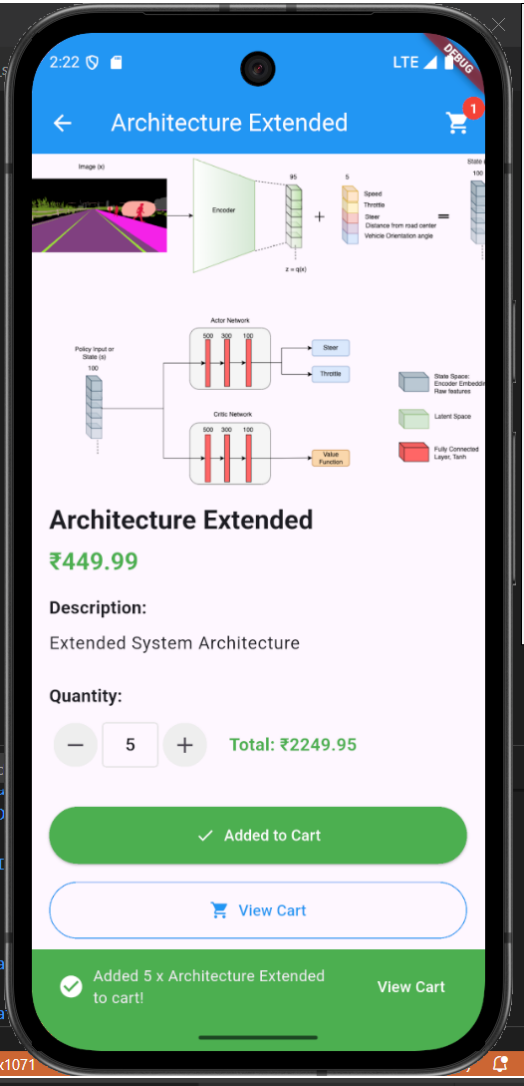 2:22
LTE
DEBUG
Architecture Extended
1
Image (x)
State
95
5
100
Encoder
Speed
Throttle
Steer
Distance from road center
Vehicle Orientation angle
+
=
z = q(x)
Actor Network
500 300 100
Policy Input or
State (s)
100
Steer
Throttle
State Space:
Encoder
Raw features
Critic Network
500 300 100
Latent Space
Value
Function
Fully Connected
Layer, Tanh
Architecture Extended
₹449.99
Description:
Extended System Architecture
Quantity:
− 5 + Total: ₹2249.95
Added to Cart
View Cart
Added 5 x Architecture Extended
to cart!
View Cart
x1071